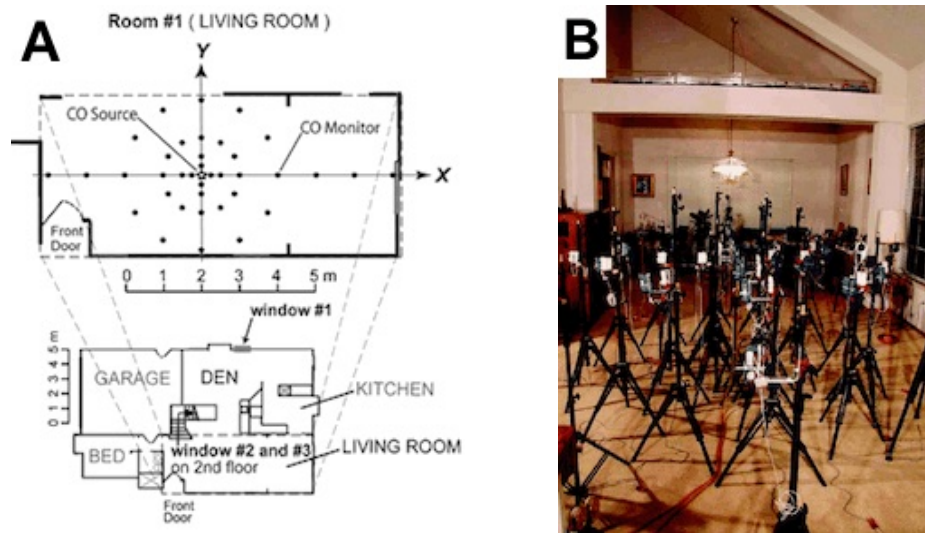 A
Room #1 ( LIVING ROOM )
Y
CO Source
CO Monitor
X
Front
Door
0 1 2 3 4 5 m
window #1
0 1 2 3 4 5 m
GARAGE
DEN
KITCHEN
BED
window #2 and #3
on 2nd floor
LIVING ROOM
Front
Door
B